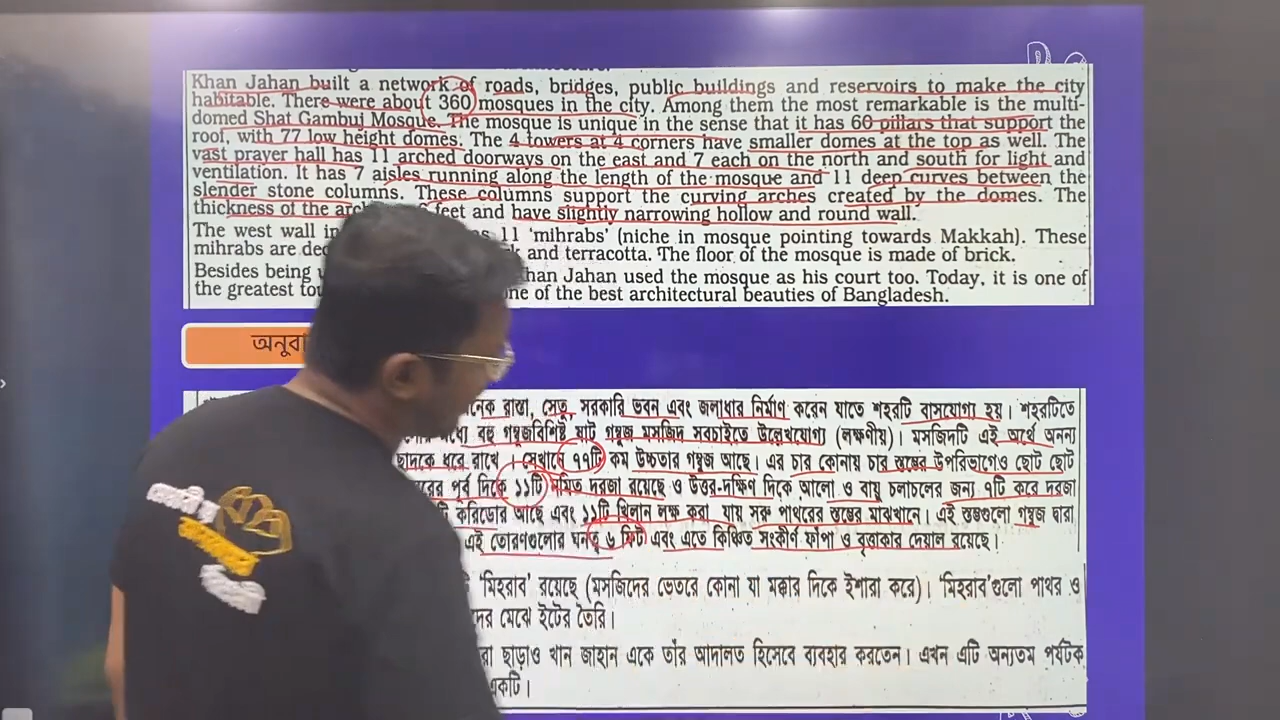 Khan Jahan built a network of roads, bridges, public buildings and reservoirs to make the city
habitable. There were about 360 mosques in the city. Among them the most remarkable is the multi-
domed Shat Gambuj Mosque. The mosque is unique in the sense that it has 60 pillars that support the
roof, with 77 low height domes. The 4 towers at 4 corners have smaller domes at the top as well. The
vast prayer hall has 11 arched doorways on the east and 7 each on the north and south for light and
ventilation. It has 7 aisles running along the length of the mosque and 11 deep curves between the
slender stone columns. These columns support the curving arches created by the domes. The
thickness of the feet and have slightly narrowing hollow and round wall.
The west wall in 11 'mihrabs' (niche in mosque pointing towards Makkah). These
mihrabs are and terracotta. The floor of the mosque is made of brick.
Besides being Khan Jahan used the mosque as his court too. Today, it is one of
the greatest one of the best architectural beauties of Bangladesh.
রাস্তা, সেতু, সরকারি ভবন এবং জলাধার নির্মাণ করেন যাতে শহরটি বাসযোগ্য হয়। শহরটিতে
বহু গম্বুজবিশিষ্ট ষাট গম্বুজ মসজিদ সবচাইতে উল্লেখযোগ্য (লক্ষণীয়)। মসজিদটি এই অর্থে অনন্য
ছাদকে ধরে রাখে । সেখানে ৭৭টি কম উচ্চতার গম্বুজ আছে। এর চার কোনায় চার স্তম্ভের উপরিভাগেও ছোট ছোট
পূর্ব দিকে ১১টি দরজা রয়েছে ও উত্তর-দক্ষিণ দিকে আলো ও বায়ু চলাচলের জন্য ৭টি করে দরজা
করিডোর আছে এবং ১১টি খিলান লক্ষ করা যায় সরু পাথরের স্তম্ভের মাঝখানে। এই স্তম্ভগুলো গম্বুজ দ্বারা
এই তোরণগুলোর ঘনত্ব ৬ ফিট এবং এতে কিঞ্চিত সংকীর্ণ ফাঁপা ও বৃত্তাকার দেয়াল রয়েছে।
'মিহরাব' রয়েছে (মসজিদের ভেতরে কোনা যা মক্কার দিকে ইশারা করে)। 'মিহরাব'গুলো পাথর ও
মেঝে ইটের তৈরি।
ছাড়াও খান জাহান একে তাঁর আদালত হিসেবে ব্যবহার করতেন। এখন এটি অন্যতম পর্যটক
একটি।